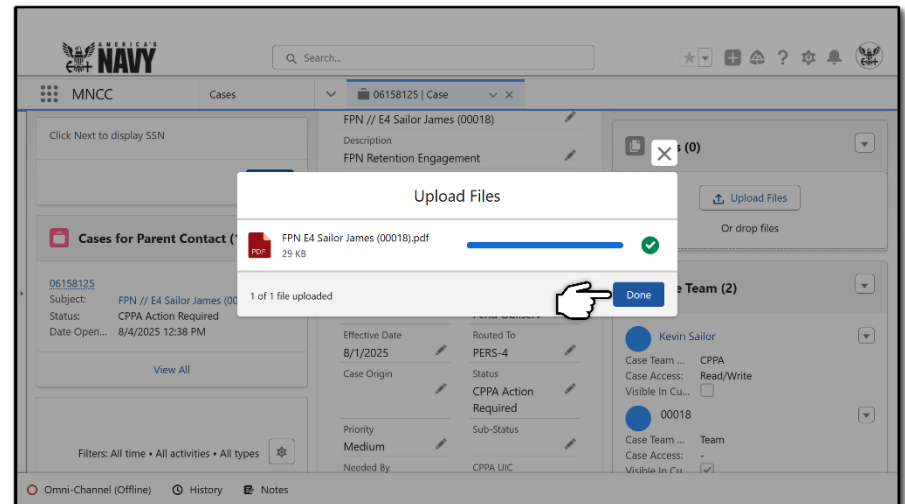 AMERICA'S
NAVY
Search...
MNCC
Cases
06158125 | Case
Click Next to display SSN
FPN // E4 Sailor James (00018)
Description
FPN Retention Engagement
(0)
Upload Files
Or drop files
Upload Files
PDF
FPN E4 Sailor James (00018).pdf
29 KB
1 of 1 file uploaded
Done
Cases for Parent Contact (
06158125
Subject: FPN // E4 Sailor James (00
Status: CPPA Action Required
Date Open... 8/4/2025 12:38 PM
View All
Filters: All time • All activities • All types
Effective Date
8/1/2025
Routed To
PERS-4
Case Origin
Status
CPPA Action
Required
Priority
Medium
Sub-Status
Needed By
CPPA UIC
Team (2)
Kevin Sailor
Case Team ... CPPA
Case Access: Read/Write
Visible In Cu...
00018
Case Team ... Team
Case Access: -
Visible In Cu
Omni-Channel (Offline)
History
Notes